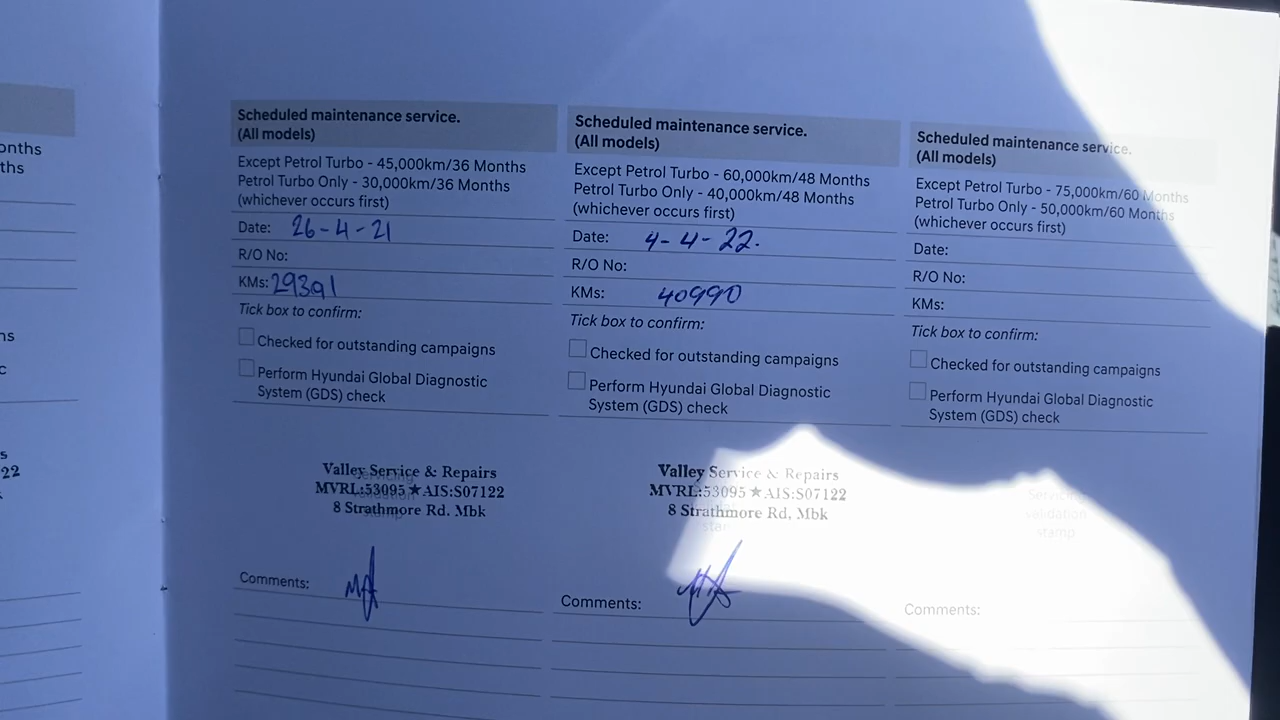 onths
ths
ns
c
s
22
Scheduled maintenance service.
(All models)
Except Petrol Turbo - 45,000km/36 Months
Petrol Turbo Only - 30,000km/36 Months
(whichever occurs first)
Date: 26-4-21
R/O No:
KMs: 29391
Tick box to confirm:
Checked for outstanding campaigns
Perform Hyundai Global Diagnostic
System (GDS) check
Valley Service & Repairs
MVRL:53095★AIS:S07122
8 Strathmore Rd. Mbk
Comments:
Scheduled maintenance service.
(All models)
Except Petrol Turbo - 60,000km/48 Months
Petrol Turbo Only - 40,000km/48 Months
(whichever occurs first)
Date: 4-4-22.
R/O No:
KMs: 40990
Tick box to confirm:
Checked for outstanding campaigns
Perform Hyundai Global Diagnostic
System (GDS) check
Valley Service & Repairs
MVRL:53095★AIS:S07122
8 Strathmore Rd, Mbk
Comments:
Scheduled maintenance service.
(All models)
Except Petrol Turbo - 75,000km/60 Months
Petrol Turbo Only - 50,000km/60 Months
(whichever occurs first)
Date:
R/O No:
KMs:
Tick box to confirm:
Checked for outstanding campaigns
Perform Hyundai Global Diagnostic
System (GDS) check
Servicing
validation
stamp
Comments: